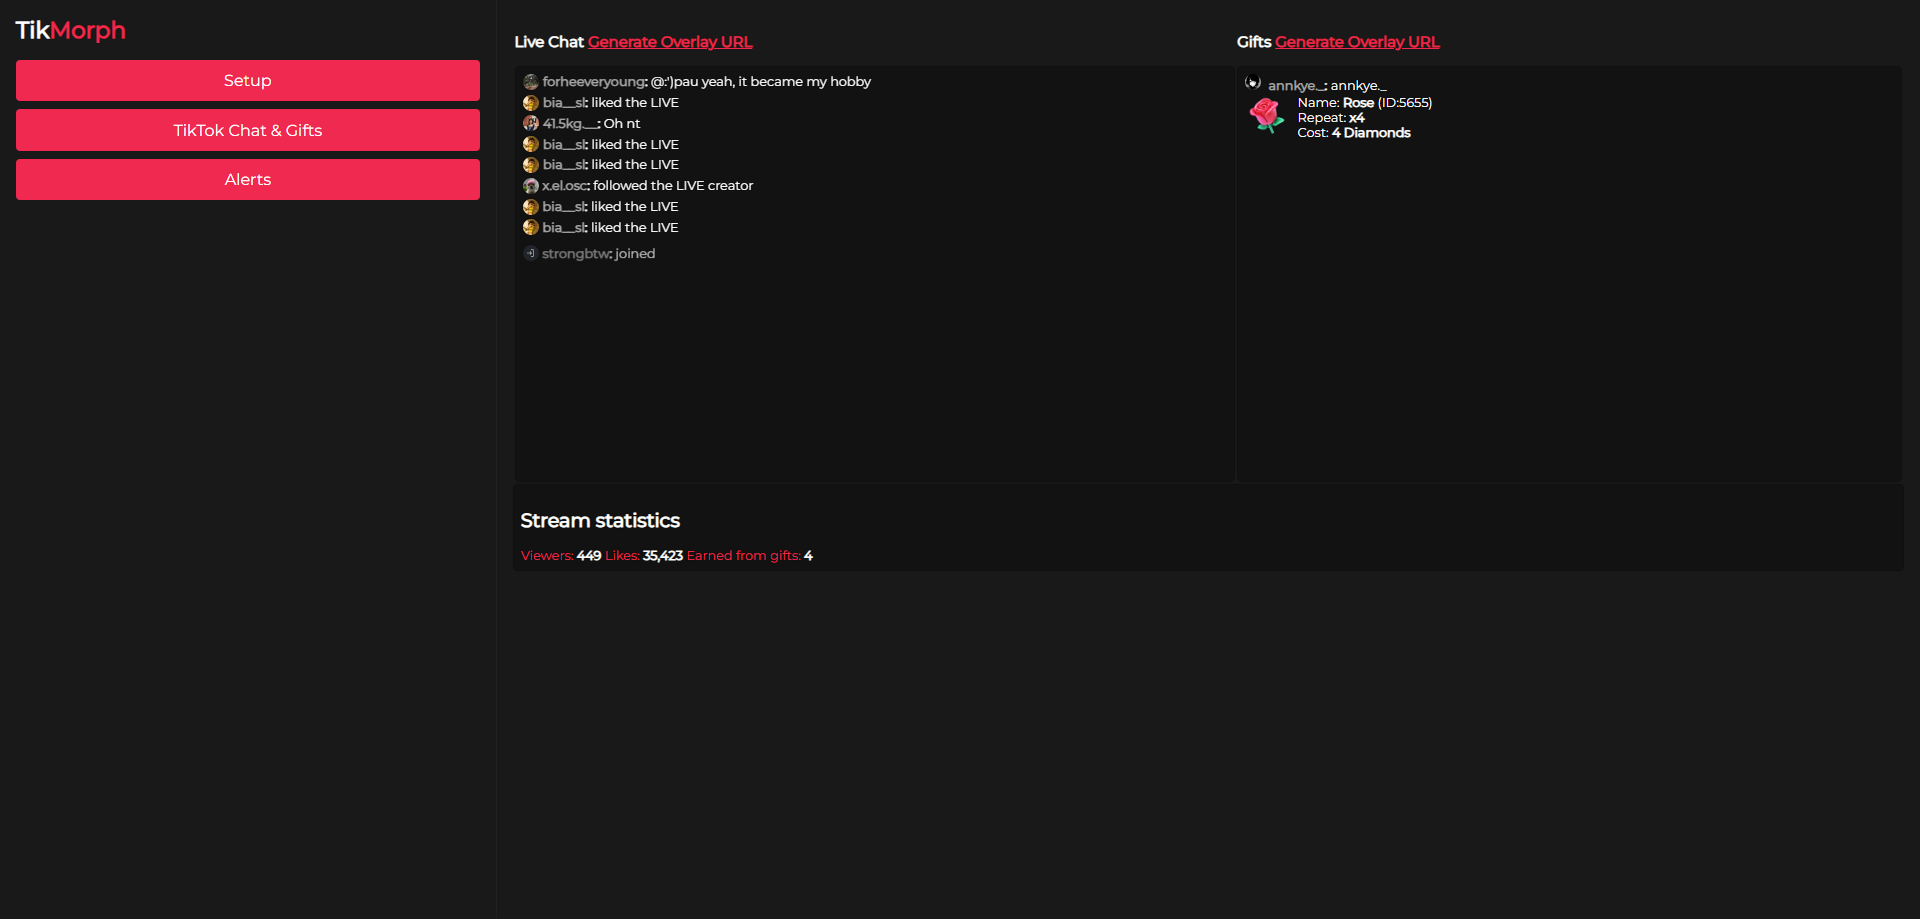 TikMorph
Setup
TikTok Chat & Gifts
Alerts
Live Chat Generate Overlay URL
forheeveryoung: @:')pau yeah, it became my hobby
bia__sl: liked the LIVE
41.5kg.__: Oh nt
bia__sl: liked the LIVE
bia__sl: liked the LIVE
x.el.osc: followed the LIVE creator
bia__sl: liked the LIVE
bia__sl: liked the LIVE
strongbtw: joined
Gifts Generate Overlay URL
annkye._: annkye._
Name: Rose (ID:5655)
Repeat: x4
Cost: 4 Diamonds
Stream statistics
Viewers: 449 Likes: 35,423 Earned from gifts: 4